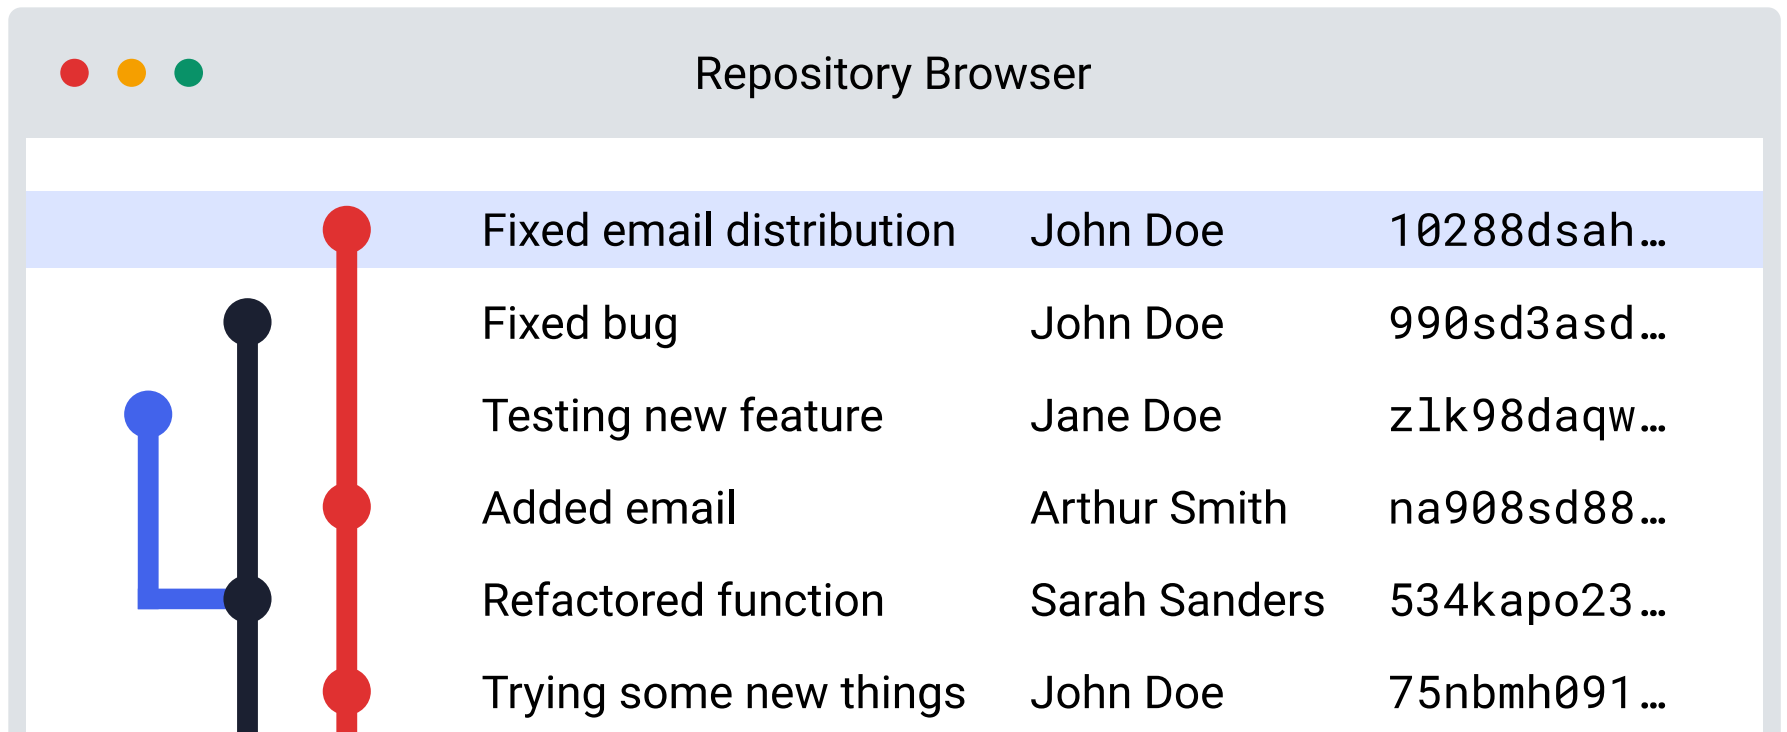 Repository Browser
Fixed email distribution John Doe 10288dsah…
Fixed bug John Doe 990sd3asd…
Testing new feature Jane Doe zlk98daqw…
Added email Arthur Smith na908sd88…
Refactored function Sarah Sanders 534kapo23…
Trying some new things John Doe 75nbmh091…